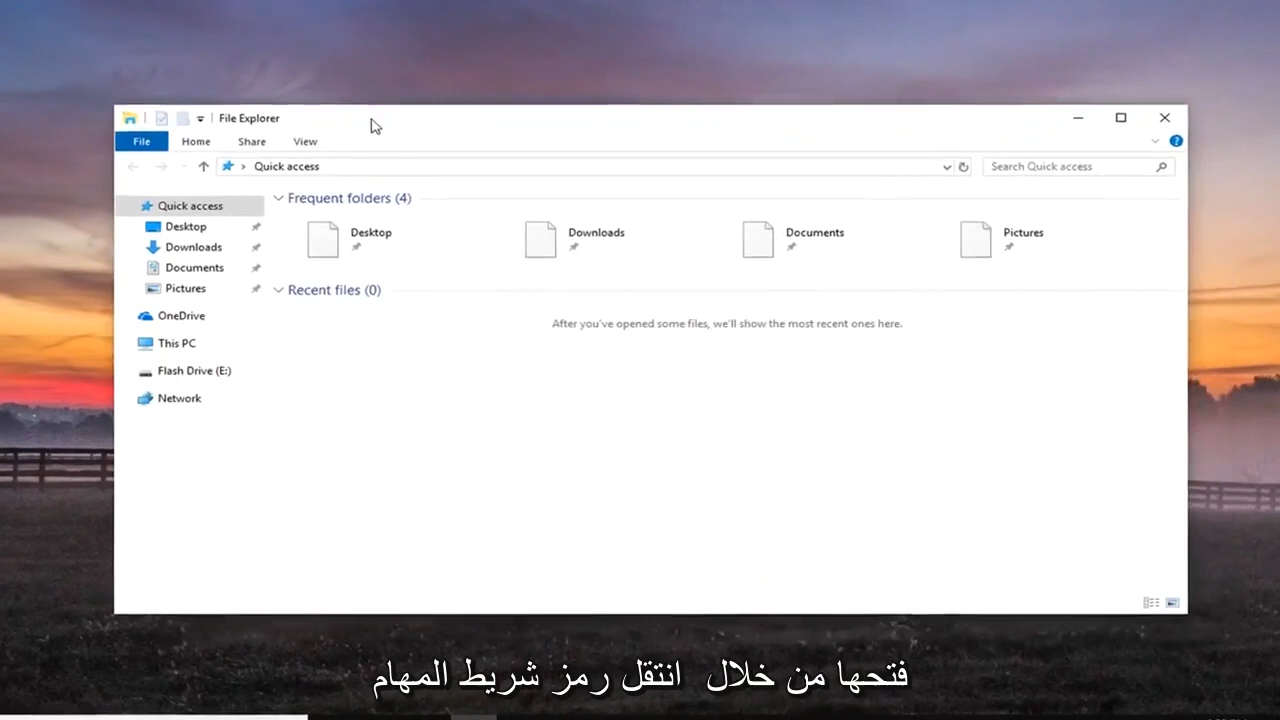 File Explorer
File Home Share View
Quick access Search Quick access
Quick access
Desktop
Downloads
Documents
Pictures
OneDrive
This PC
Flash Drive (E:)
Network
Frequent folders (4)
Desktop Downloads Documents Pictures
Recent files (0)
After you've opened some files, we'll show the most recent ones here.
فتحها من خلال انتقل رمز شريط المهام